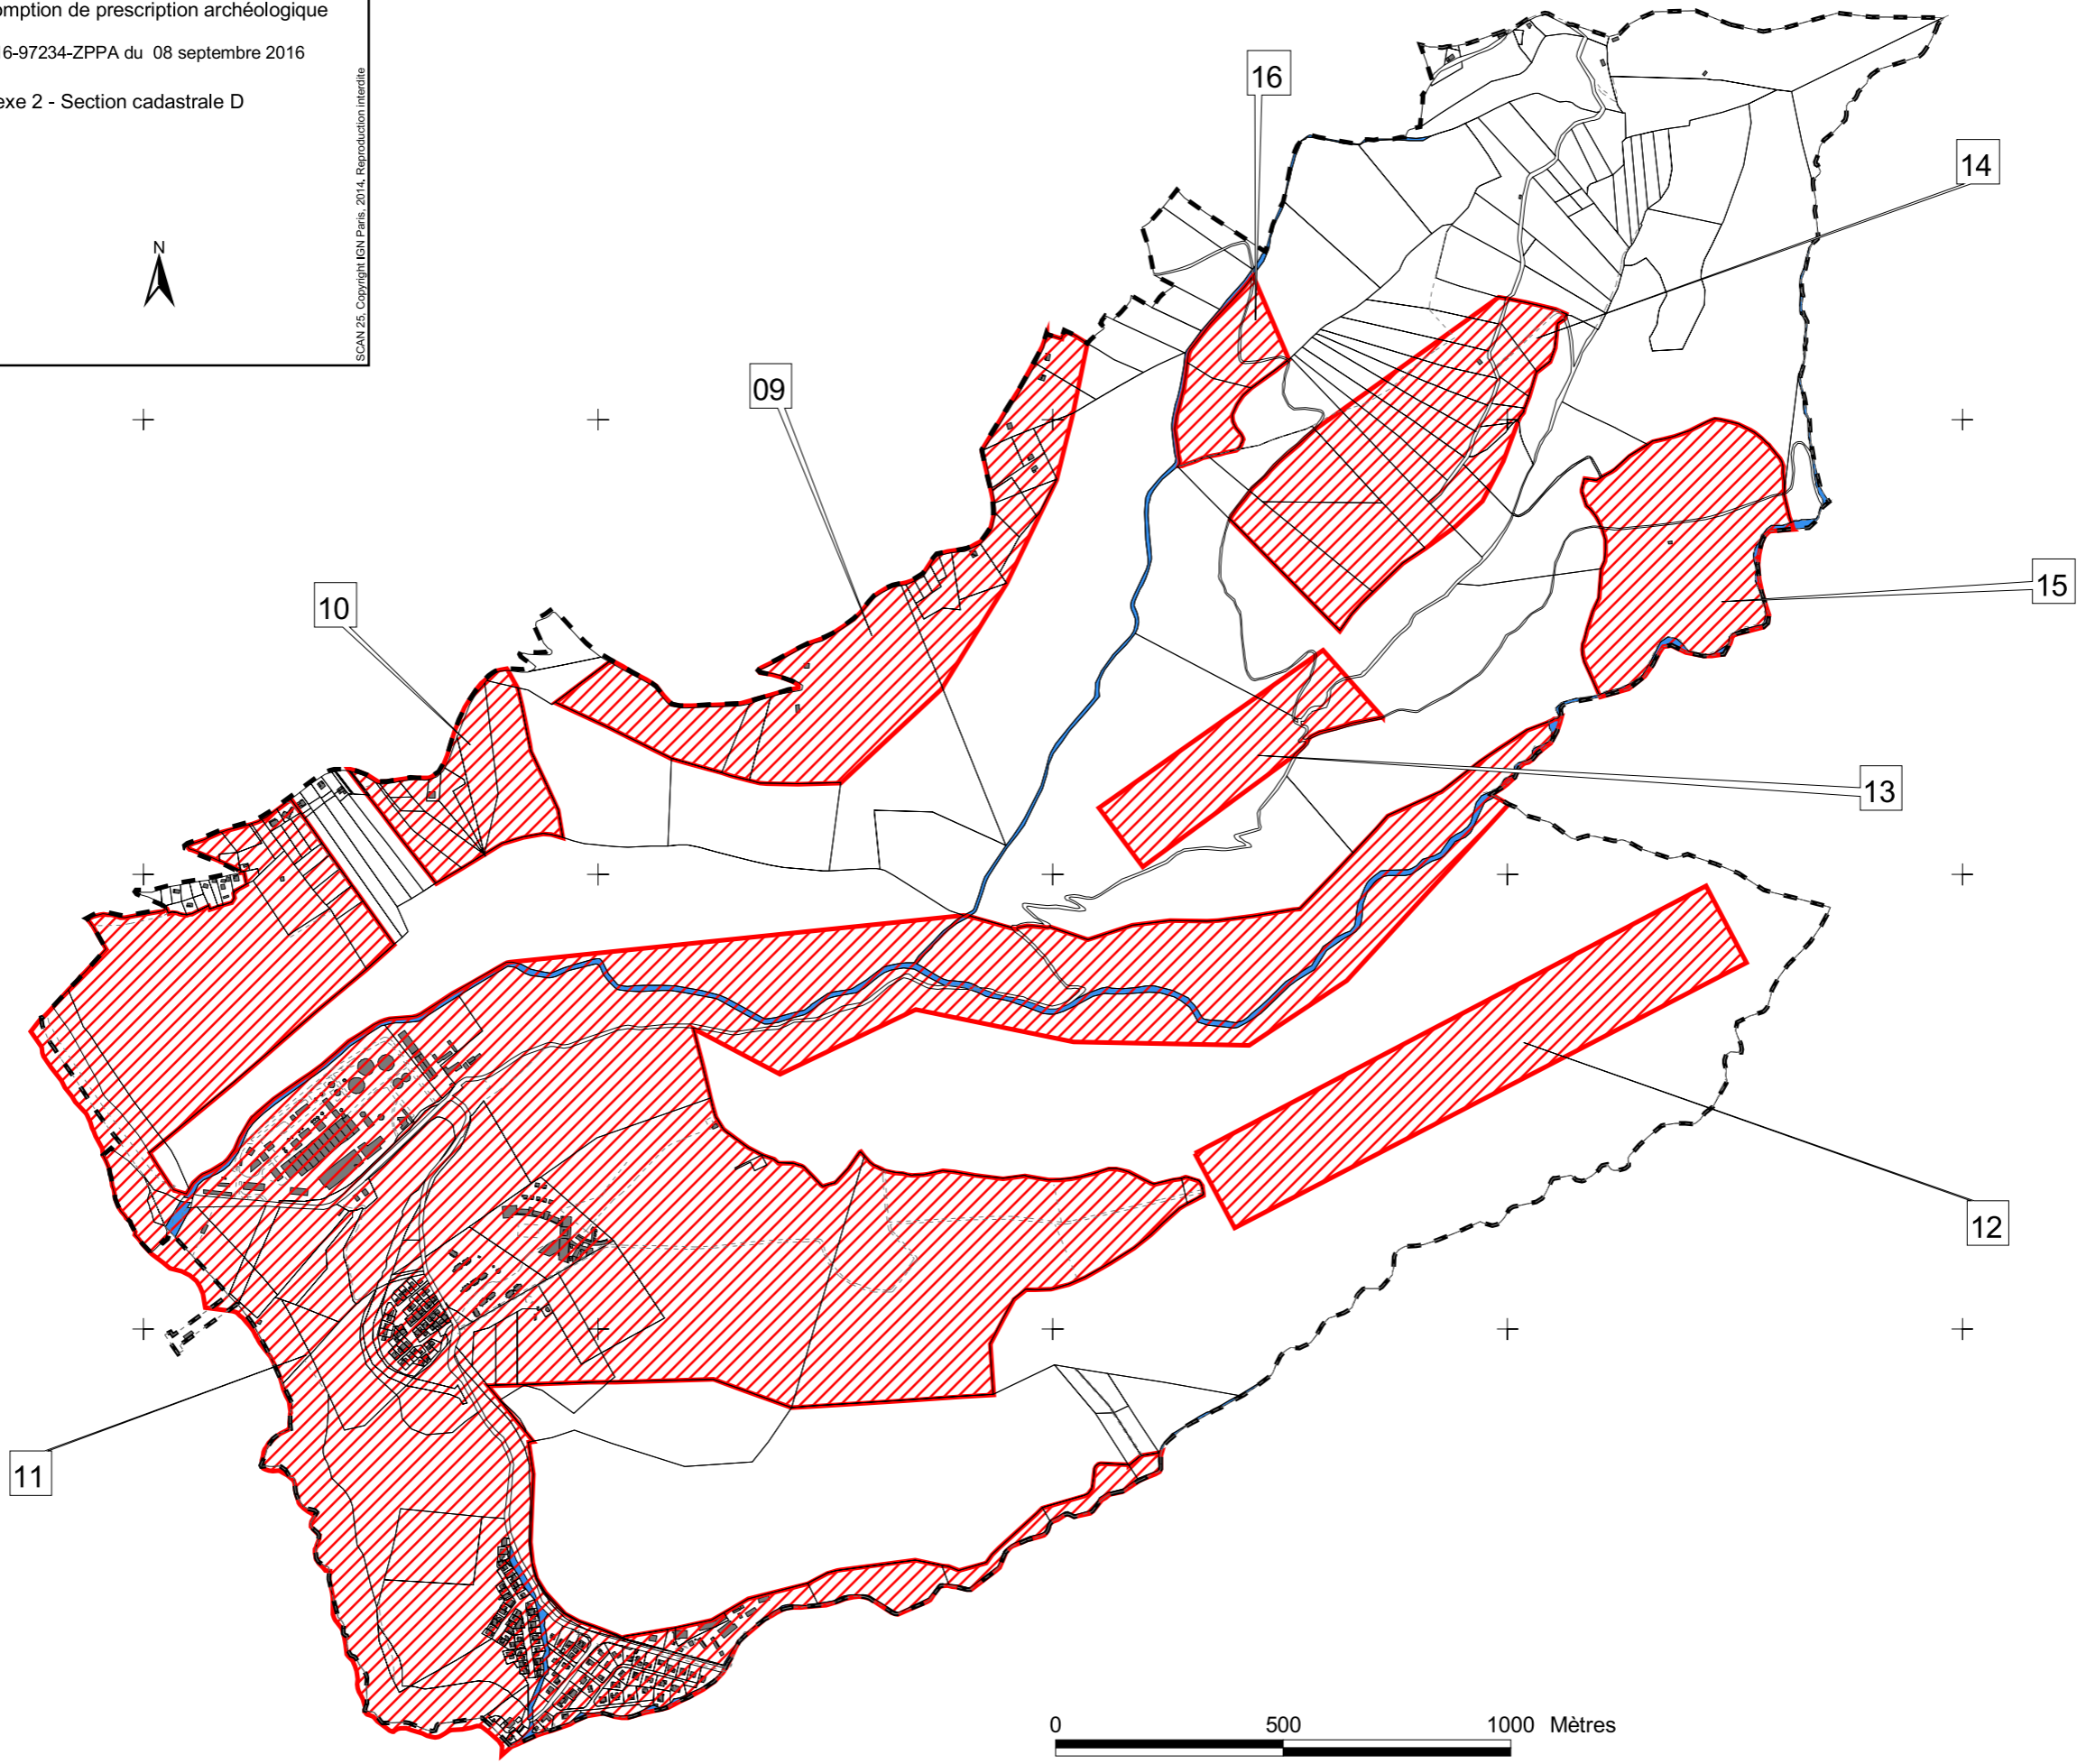 omption de prescription archéologique
16-97234-ZPPA du 08 septembre 2016
exe 2 - Section cadastrale D
N
SCAN 25, Copyright IGN Paris, 2014, Reproduction interdite
16
14
09
10
15
13
12
11
0 500 1000 Mètres